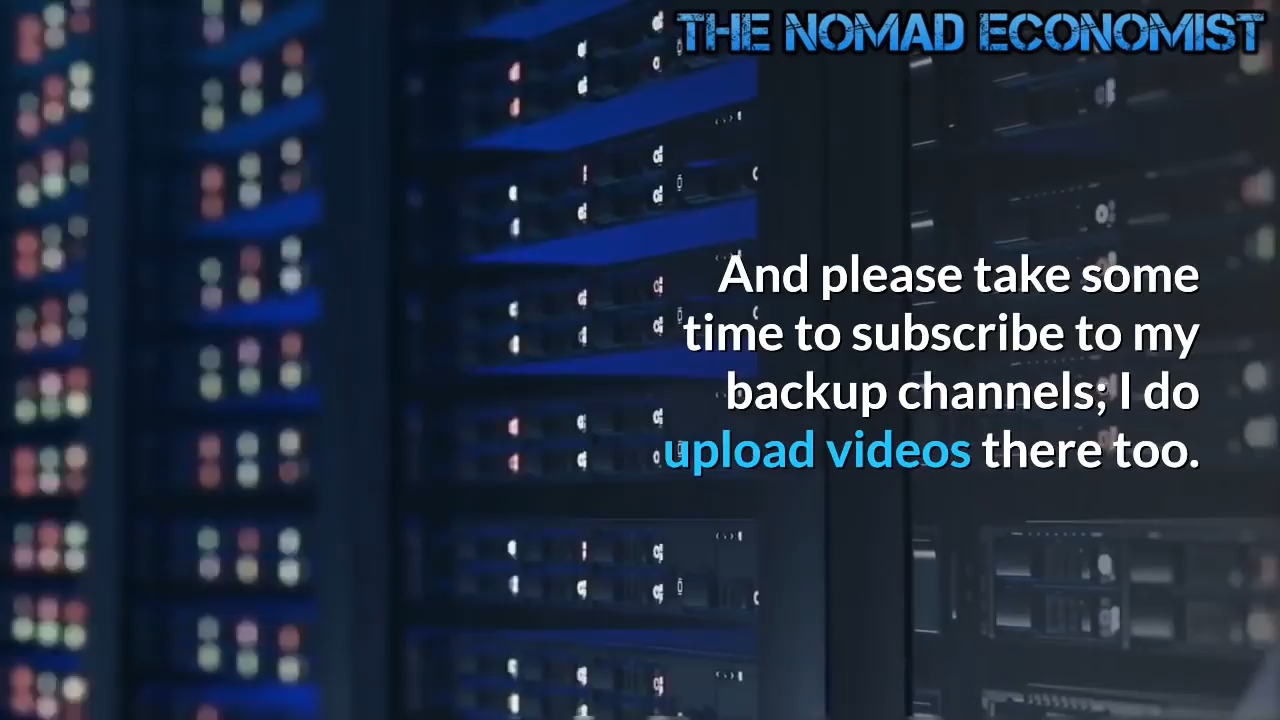 THE NOMAD ECONOMIST
And please take some
time to subscribe to my
backup channels; I do
upload videos there too.